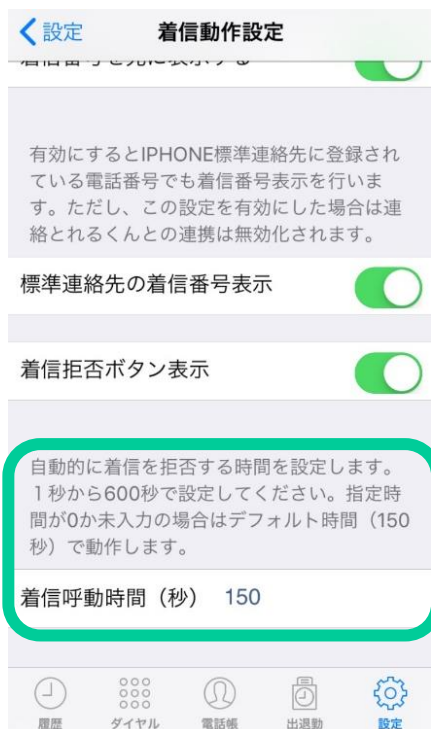 設定 着信動作設定
有効にするとIPHONE標準連絡先に登録され
ている電話番号でも着信番号表示を行いま
す。ただし、この設定を有効にした場合は連
絡とれるくんとの連携は無効化されます。
標準連絡先の着信番号表示
着信拒否ボタン表示
自動的に着信を拒否する時間を設定します。
1秒から600秒で設定してください。指定時
間が0か未入力の場合はデフォルト時間（150
秒）で動作します。
着信呼動時間（秒） 150
履歴 ダイヤル 電話帳 出退勤 設定